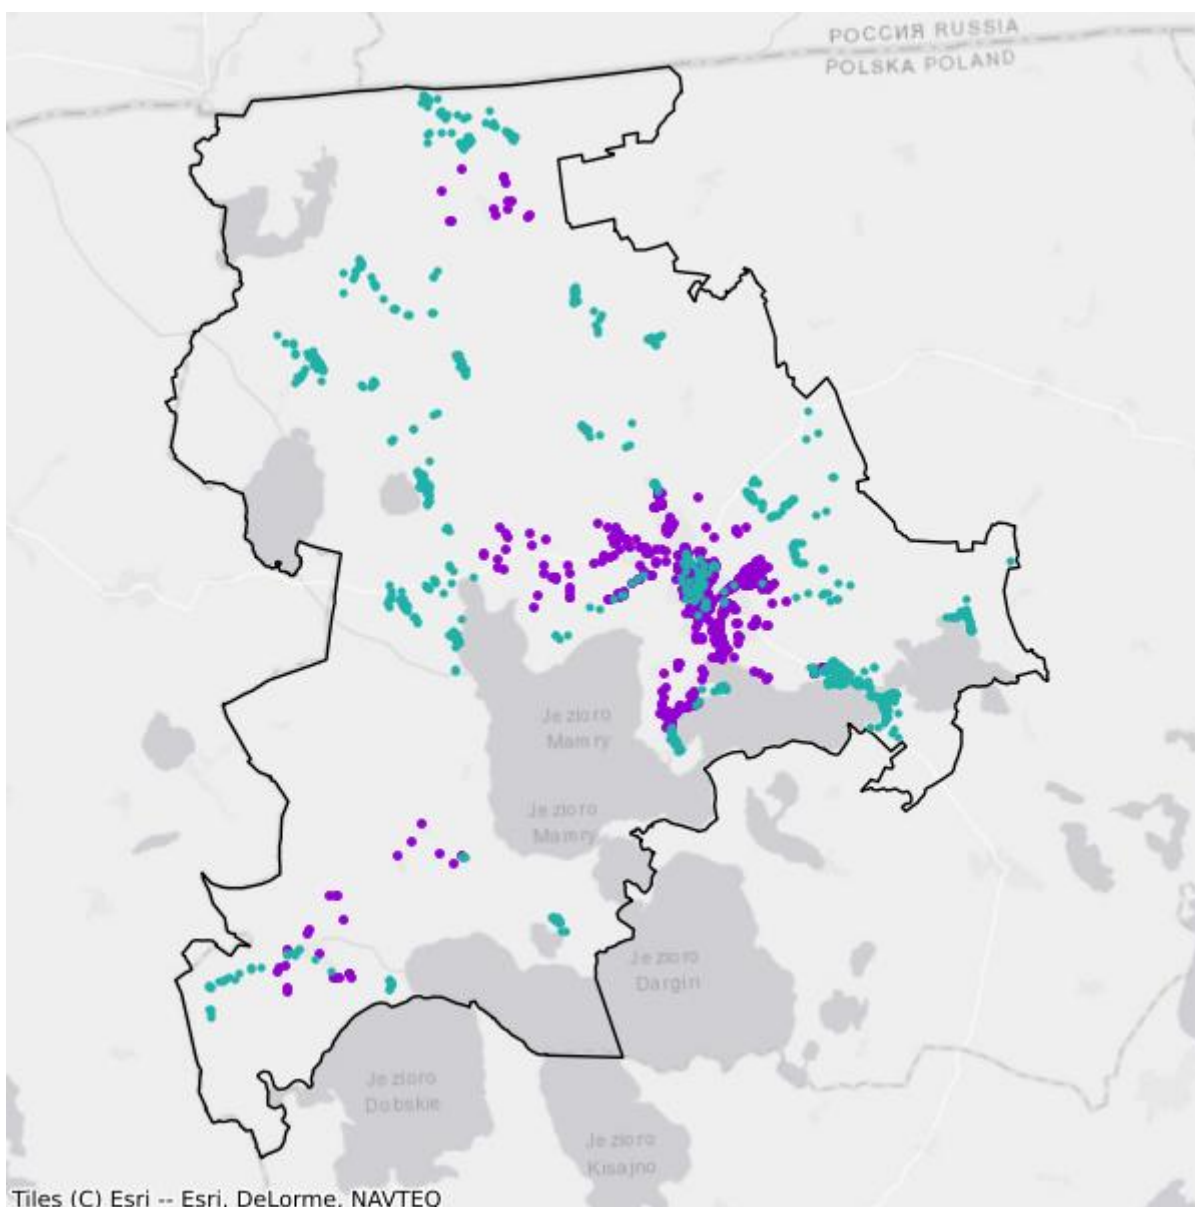 РОССИЯ RUSSIA
POLSKA POLAND
Jezioro
Mamry
Jezioro
Mamry
Jezioro
Dargin
Jezioro
Dobskie
Jezioro
Kisajno
Tiles (C) Esri -- Esri, DeLorme, NAVTEQ